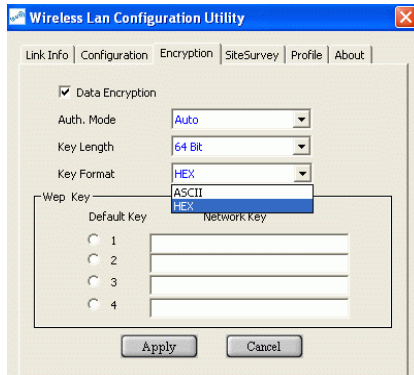 Wireless Lan Configuration Utility
Link Info Configuration Encryption SiteSurvey Profile About
Data Encryption
Auth. Mode Auto
Key Length 64 Bit
Key Format HEX
ASCII
HEX
Wep Key
Default Key Network Key
1
2
3
4
Apply Cancel